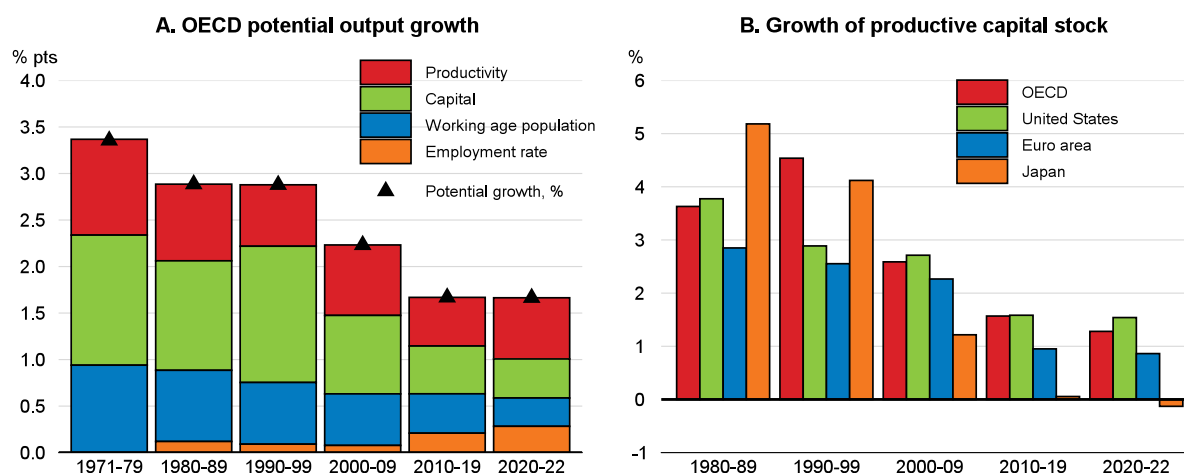 A. OECD potential output growth
% pts
4.0
3.5
3.0
2.5
2.0
1.5
1.0
0.5
0.0
Productivity
Capital
Working age population
Employment rate
Potential growth, %
1971-79 1980-89 1990-99 2000-09 2010-19 2020-22
B. Growth of productive capital stock
%
6
5
4
3
2
1
0
-1
OECD
United States
Euro area
Japan
1980-89 1990-99 2000-09 2010-19 2020-22